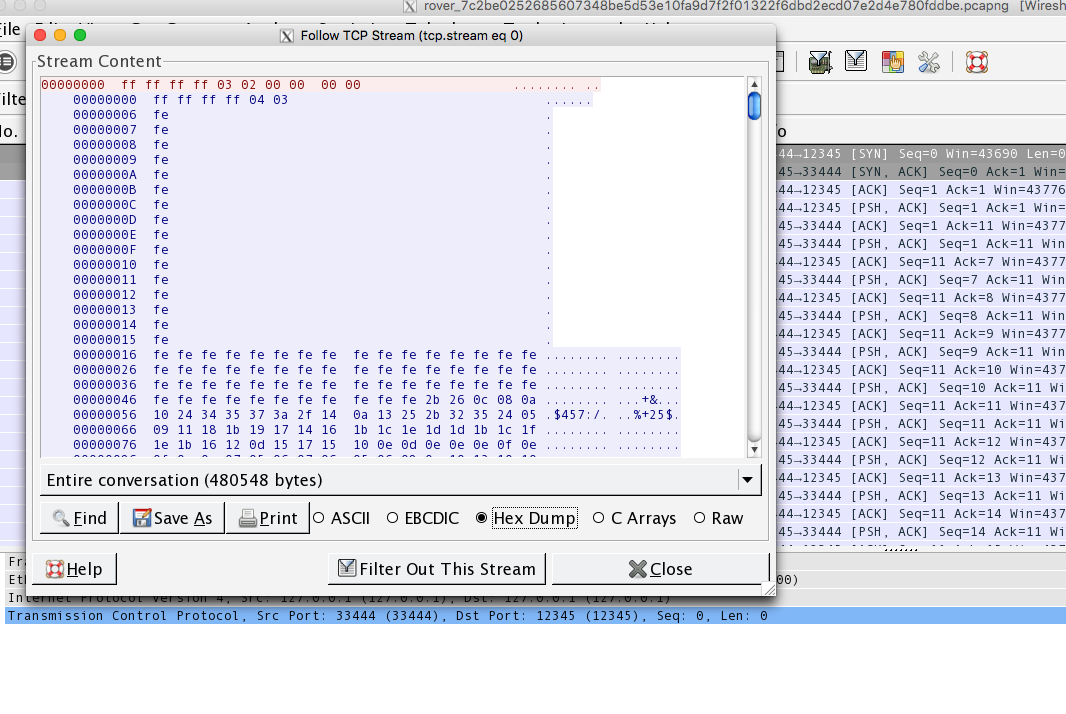 rover_7c2be0252685607348be5d53e10fa9d7f2f01322f6dbd2ecd07e2d4e780fddbe.pcapng [Wiresh
Follow TCP Stream (tcp.stream eq 0)
Stream Content
00000000 ff ff ff ff 03 02 00 00 00 00 ........ ..
00000000 ff ff ff ff 04 03 ......
00000006 fe .
00000007 fe .
00000008 fe .
00000009 fe .
0000000A fe .
0000000B fe .
0000000C fe .
0000000D fe .
0000000E fe .
0000000F fe .
00000010 fe .
00000011 fe .
00000012 fe .
00000013 fe .
00000014 fe .
00000015 fe .
00000016 fe fe fe fe fe fe fe fe fe fe fe fe fe fe fe fe ........ ........
00000026 fe fe fe fe fe fe fe fe fe fe fe fe fe fe fe fe ........ ........
00000036 fe fe fe fe fe fe fe fe fe fe fe fe fe fe fe fe ........ ........
00000046 fe fe fe fe fe fe fe fe fe fe fe 2b 26 0c 08 0a ........ ...+&...
00000056 10 24 34 35 37 3a 2f 14 0a 13 25 2b 32 35 24 05 .$457:/. ..%+25$.
00000066 09 11 18 1b 19 17 14 16 1b 1c 1e 1d 1d 1b 1c 1f ........ ........
00000076 1e 1b 16 12 0d 15 17 15 10 0e 0d 0e 0e 0e 0f 0e ........ ........
Entire conversation (480548 bytes)
Find Save As Print ASCII EBCDIC Hex Dump C Arrays Raw
Help Filter Out This Stream Close
44→12345 [SYN] Seq=0 Win=43690 Len=0
45→33444 [SYN, ACK] Seq=0 Ack=1 Win=
44→12345 [ACK] Seq=1 Ack=1 Win=43776
44→12345 [PSH, ACK] Seq=1 Ack=1 Win=
45→33444 [ACK] Seq=1 Ack=11 Win=4377
45→33444 [PSH, ACK] Seq=1 Ack=11 Win
44→12345 [ACK] Seq=11 Ack=7 Win=4377
45→33444 [PSH, ACK] Seq=7 Ack=11 Win
44→12345 [ACK] Seq=11 Ack=8 Win=4377
45→33444 [PSH, ACK] Seq=8 Ack=11 Win
44→12345 [ACK] Seq=11 Ack=9 Win=4377
45→33444 [PSH, ACK] Seq=9 Ack=11 Win
44→12345 [ACK] Seq=11 Ack=10 Win=437
45→33444 [PSH, ACK] Seq=10 Ack=11 Wi
44→12345 [ACK] Seq=11 Ack=11 Win=437
45→33444 [PSH, ACK] Seq=11 Ack=11 Wi
44→12345 [ACK] Seq=11 Ack=12 Win=437
45→33444 [PSH, ACK] Seq=12 Ack=11 Wi
44→12345 [ACK] Seq=11 Ack=13 Win=437
45→33444 [PSH, ACK] Seq=13 Ack=11 Wi
44→12345 [ACK] Seq=11 Ack=14 Win=437
45→33444 [PSH, ACK] Seq=14 Ack=11 Wi
Internet Protocol Version 4, Src: 127.0.0.1 (127.0.0.1), Dst: 127.0.0.1 (127.0.0.1)
Transmission Control Protocol, Src Port: 33444 (33444), Dst Port: 12345 (12345), Seq: 0, Len: 0